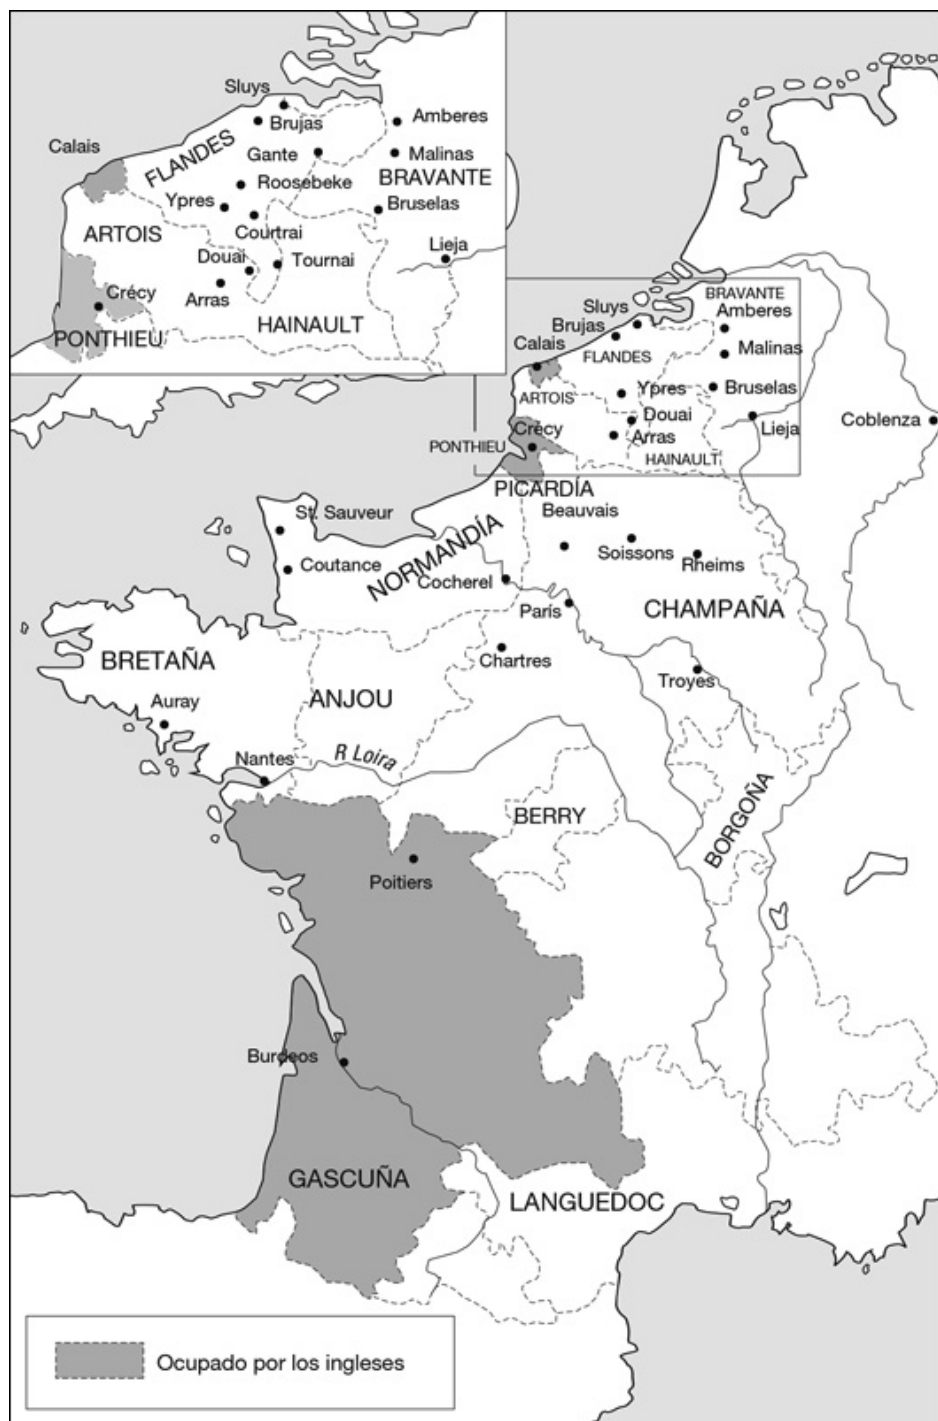 Sluys
Brujas
Amberes
Calais
FLANDES
Gante
Malinas
Roosebeke
BRAVANTE
Ypres
Bruselas
Courtrai
ARTOIS
Lieja
Douai
Tournai
Arras
Crécy
HAINAULT
PONTHIEU
BRAVANTE
Sluys
Amberes
Brujas
Calais
FLANDES
Malinas
Ypres
Bruselas
ARTOIS
Douai
Lieja
Coblenza
Crécy
Arras
PONTHIEU
HAINAULT
PICARDÍA
St. Sauveur
Beauvais
NORMANDÍA
Soissons
Coutance
Rheims
Cocherel
París
CHAMPAÑA
BRETAÑA
Chartres
Troyes
Auray
ANJOU
Nantes
R Loira
BERRY
BORGOÑA
Poitiers
Burdeos
GASCUÑA
LANGUEDOC
Ocupado por los ingleses